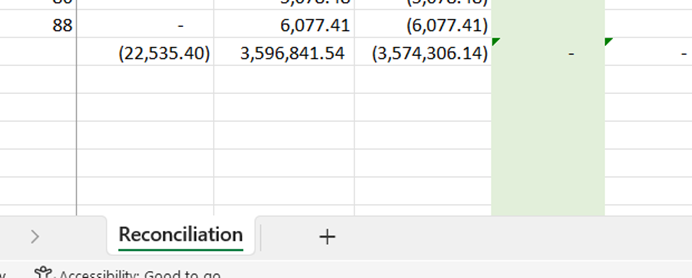 88 - 6,077.41 (6,077.41)
(22,535.40) 3,596,841.54 (3,574,306.14) - -
Reconciliation +
Accessibility: Good to go